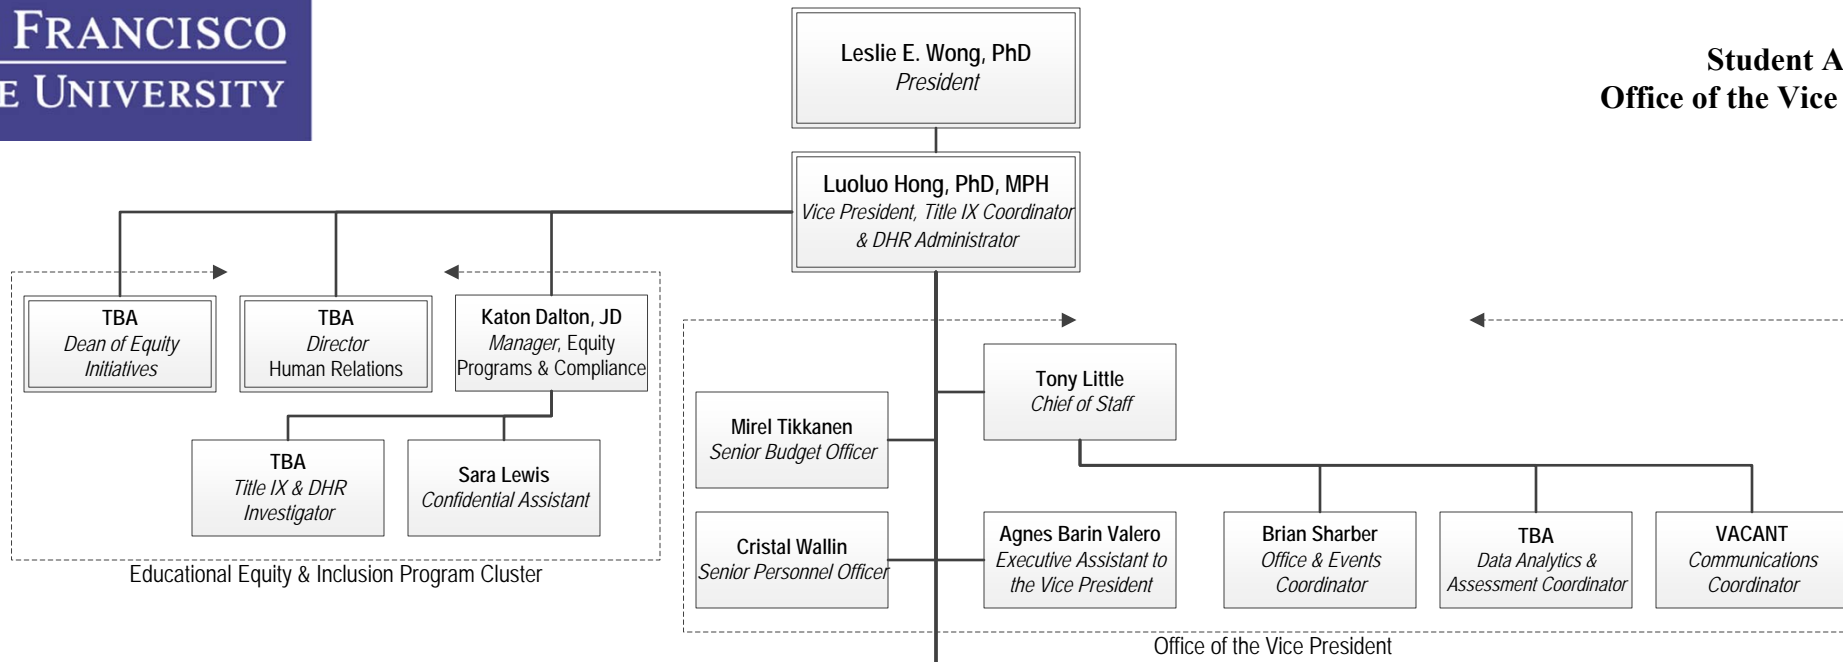 FRANCISCO
E UNIVERSITY
Student A
Office of the Vice
Leslie E. Wong, PhD
President
Luoluo Hong, PhD, MPH
Vice President, Title IX Coordinator
& DHR Administrator
TBA
Dean of Equity
Initiatives
TBA
Director
Human Relations
Katon Dalton, JD
Manager, Equity
Programs & Compliance
TBA
Title IX & DHR
Investigator
Sara Lewis
Confidential Assistant
Educational Equity & Inclusion Program Cluster
Tony Little
Chief of Staff
Mirel Tikkanen
Senior Budget Officer
Cristal Wallin
Senior Personnel Officer
Agnes Barin Valero
Executive Assistant to
the Vice President
Brian Sharber
Office & Events
Coordinator
TBA
Data Analytics &
Assessment Coordinator
VACANT
Communications
Coordinator
Office of the Vice President